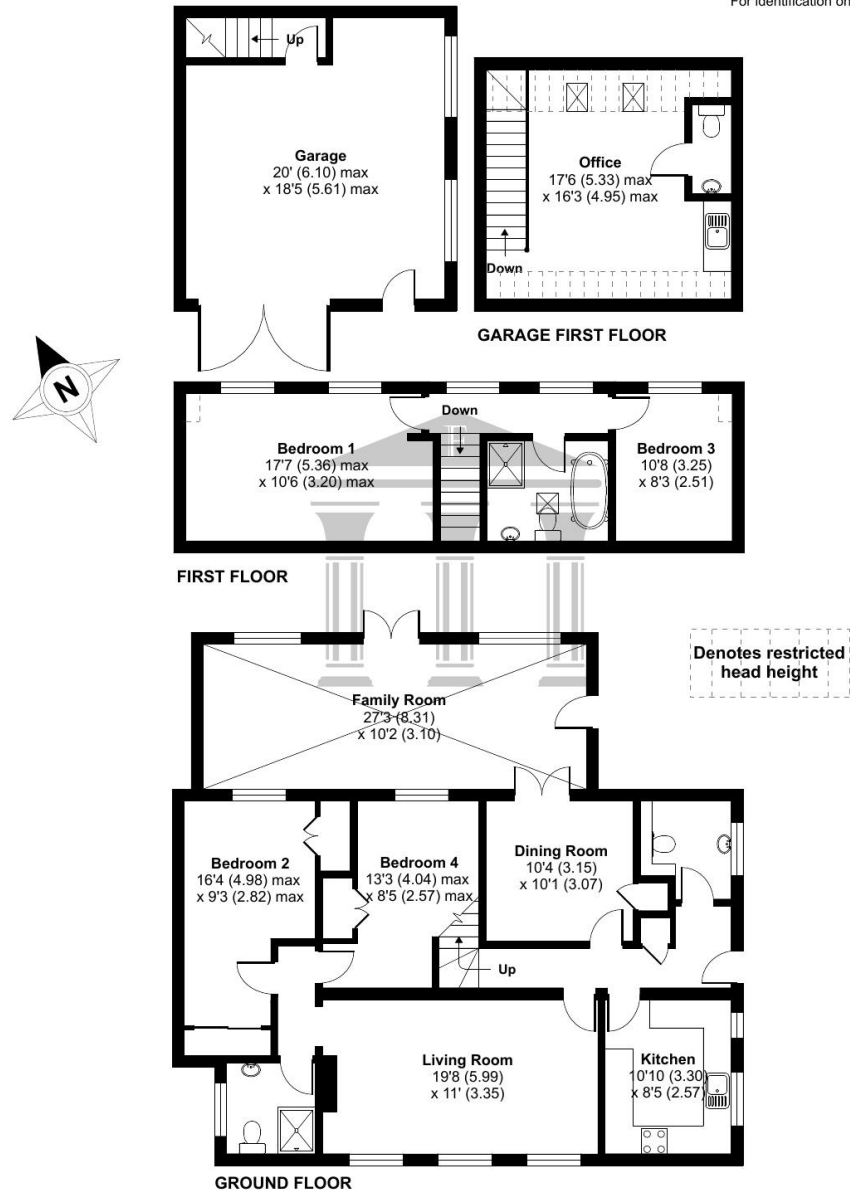 For identification on
Up
Garage
20' (6.10) max
x 18'5 (5.61) max
Office
17'6 (5.33) max
x 16'3 (4.95) max
Down
GARAGE FIRST FLOOR
N
Down
Bedroom 1
17'7 (5.36) max
x 10'6 (3.20) max
Bedroom 3
10'8 (3.25)
x 8'3 (2.51)
FIRST FLOOR
Denotes restricted
head height
Family Room
27'3 (8.31)
x 10'2 (3.10)
Bedroom 2
16'4 (4.98) max
x 9'3 (2.82) max
Bedroom 4
13'3 (4.04) max
x 8'5 (2.57) max
Dining Room
10'4 (3.15)
x 10'1 (3.07)
Up
Living Room
19'8 (5.99)
x 11' (3.35)
Kitchen
10'10 (3.30)
x 8'5 (2.57)
GROUND FLOOR